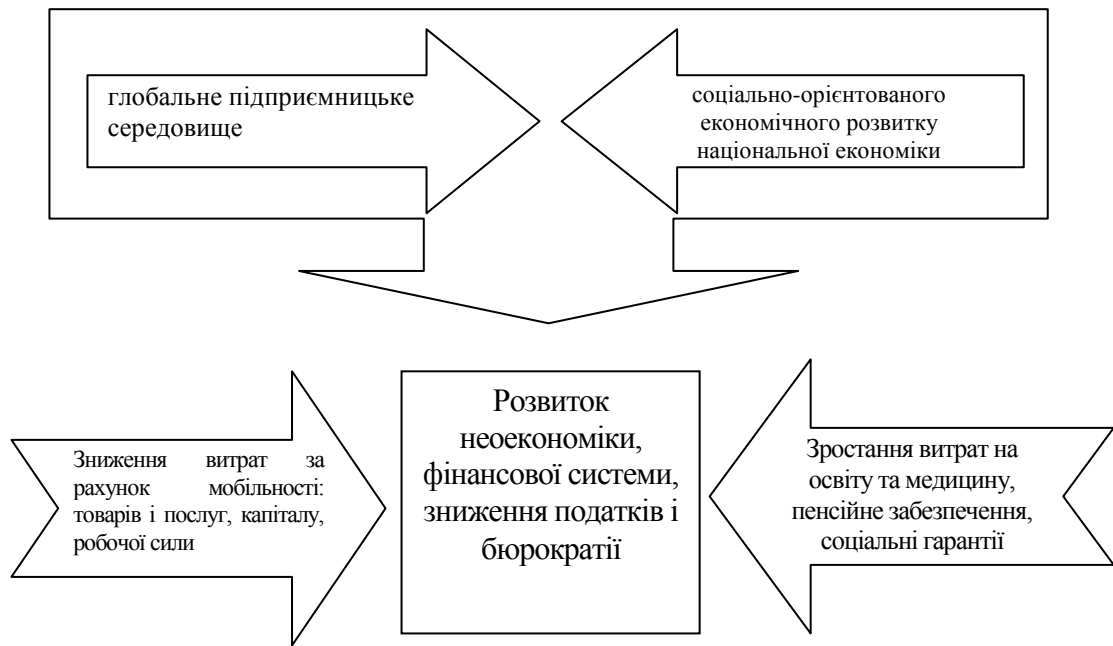 глобальне підприємницьке
середовище
соціально-орієнтованого
економічного розвитку
національної економіки
Зниження витрат за
рахунок мобільності:
товарів і послуг, капіталу,
робочої сили
Розвиток
неоекономіки,
фінансової системи,
зниження податків і
бюрократії
Зростання витрат на
освіту та медицину,
пенсійне забезпечення,
соціальні гарантії